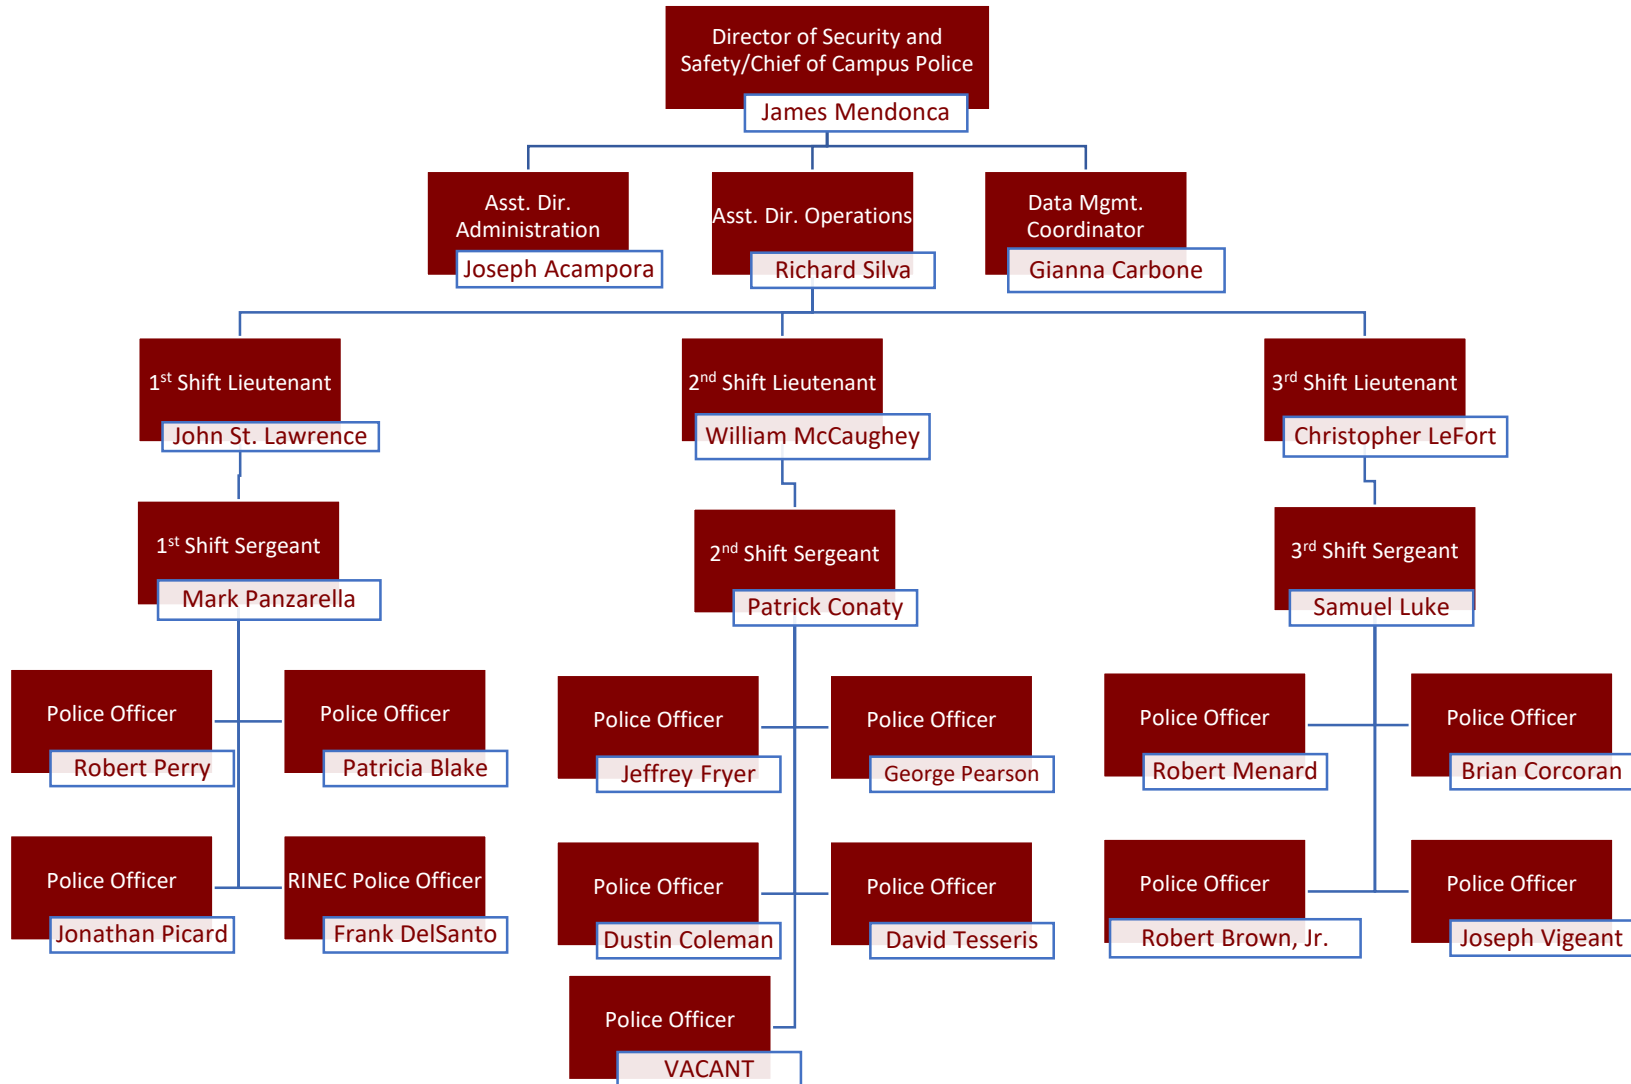 Director of Security and
Safety/Chief of Campus Police
James Mendonca
Asst. Dir.
Administration
Joseph Acampora
Asst. Dir. Operations
Richard Silva
Data Mgmt.
Coordinator
Gianna Carbone
1st Shift Lieutenant
John St. Lawrence
2nd Shift Lieutenant
William McCaughey
3rd Shift Lieutenant
Christopher LeFort
1st Shift Sergeant
Mark Panzarella
2nd Shift Sergeant
Patrick Conaty
3rd Shift Sergeant
Samuel Luke
Police Officer
Robert Perry
Police Officer
Patricia Blake
Police Officer
Jeffrey Fryer
Police Officer
George Pearson
Police Officer
Robert Menard
Police Officer
Brian Corcoran
Police Officer
Jonathan Picard
RINEC Police Officer
Frank DelSanto
Police Officer
Dustin Coleman
Police Officer
David Tesseris
Police Officer
Robert Brown, Jr.
Police Officer
Joseph Vigeant
Police Officer
VACANT